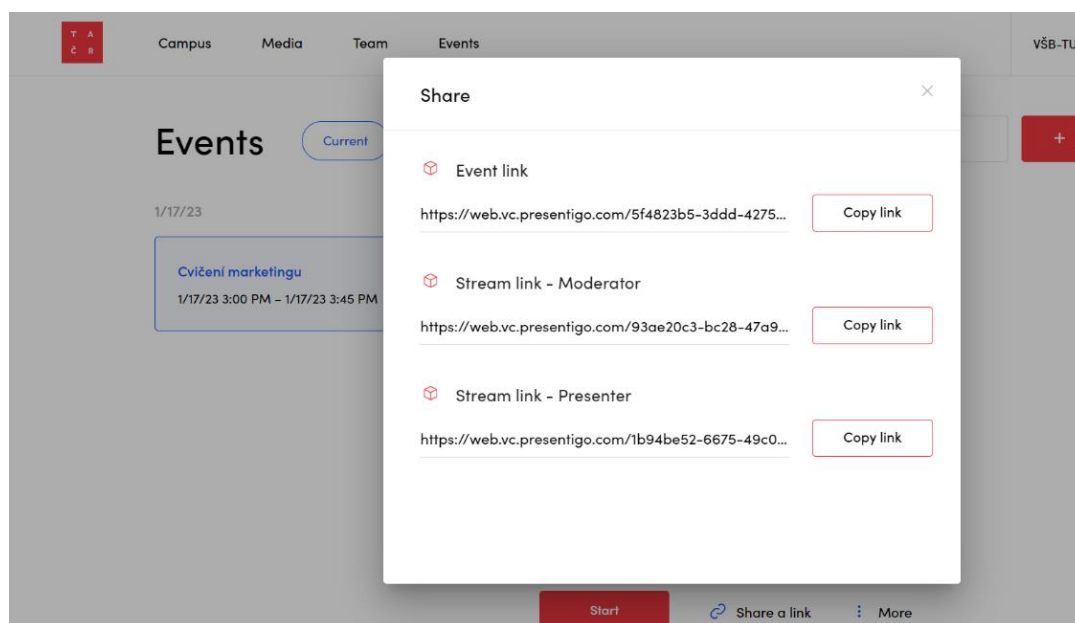 T A
Č R
Campus Media Team Events
VŠB-TU
Share
Events
Current
+
Event link
https://web.vc.presentigo.com/5f4823b5-3ddd-4275...
Copy link
1/17/23
Cvičení marketingu
1/17/23 3:00 PM – 1/17/23 3:45 PM
Stream link - Moderator
https://web.vc.presentigo.com/93ae20c3-bc28-47a9...
Copy link
Stream link - Presenter
https://web.vc.presentigo.com/1b94be52-6675-49c0...
Copy link
Start
Share a link
More